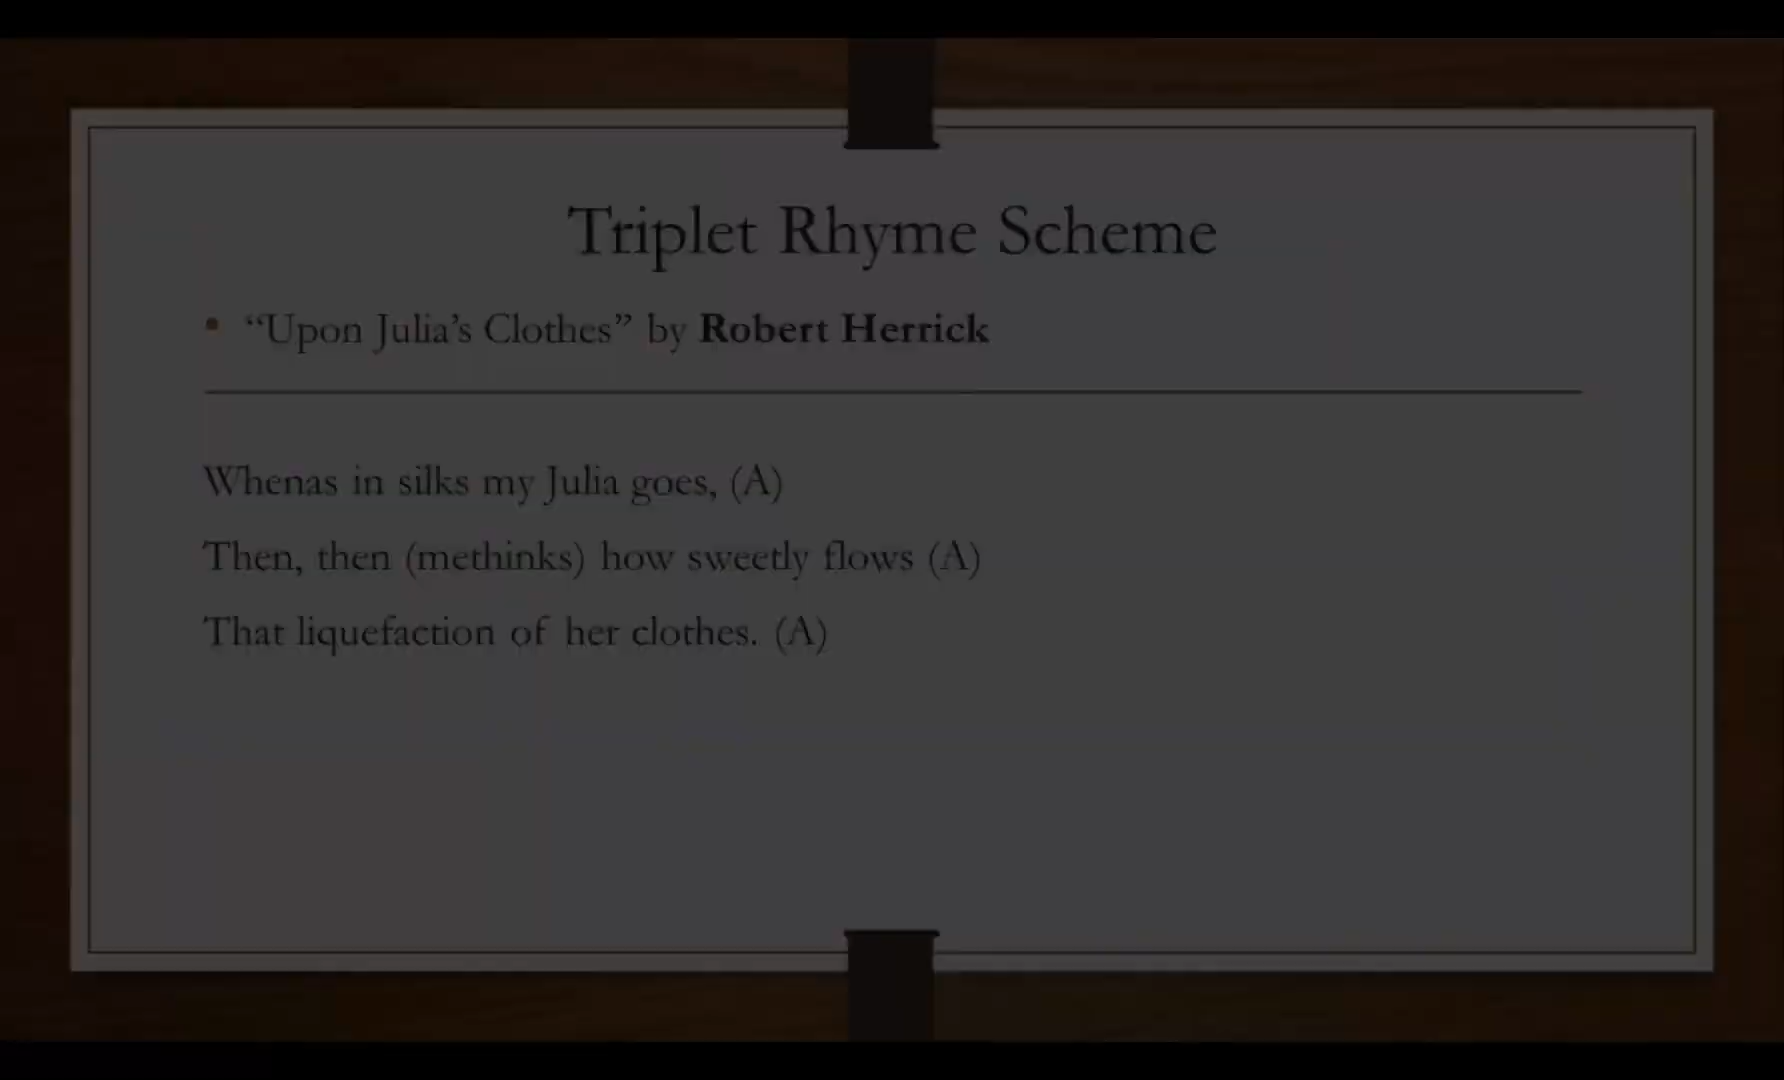 Triplet Rhyme Scheme
• “Upon Julia’s Clothes” by Robert Herrick
Whenas in silks my Julia goes, (A)
Then, then (methinks) how sweetly flows (A)
That liquefaction of her clothes. (A)